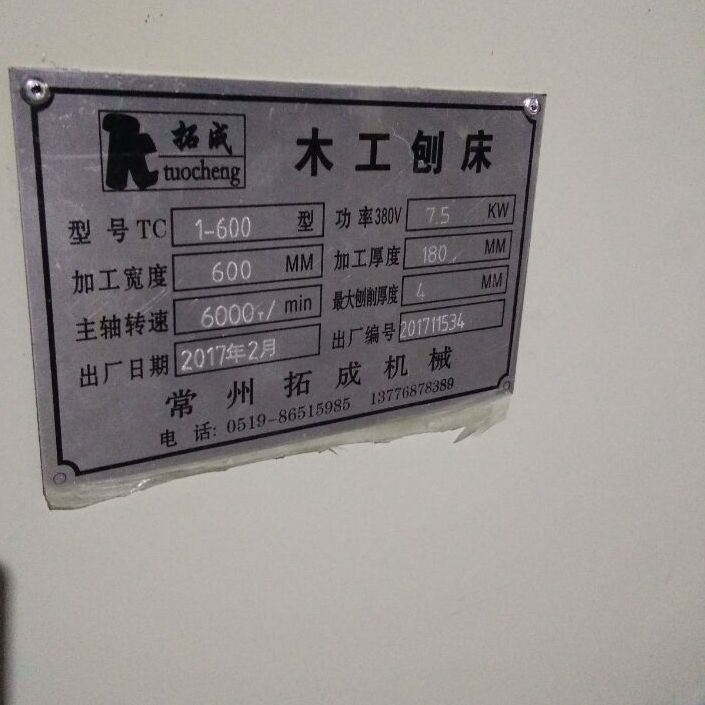 拓成
tuocheng
木工刨床
型号TC 1-600 型 功率380V 7.5 KW
加工宽度 600 MM 加工厚度 180 MM
主轴转速 6000r/min 最大刨削厚度 4 MM
出厂日期 2017年2月 出厂编号 201711534
常州拓成机械
电话: 0519-86515985 13776878389